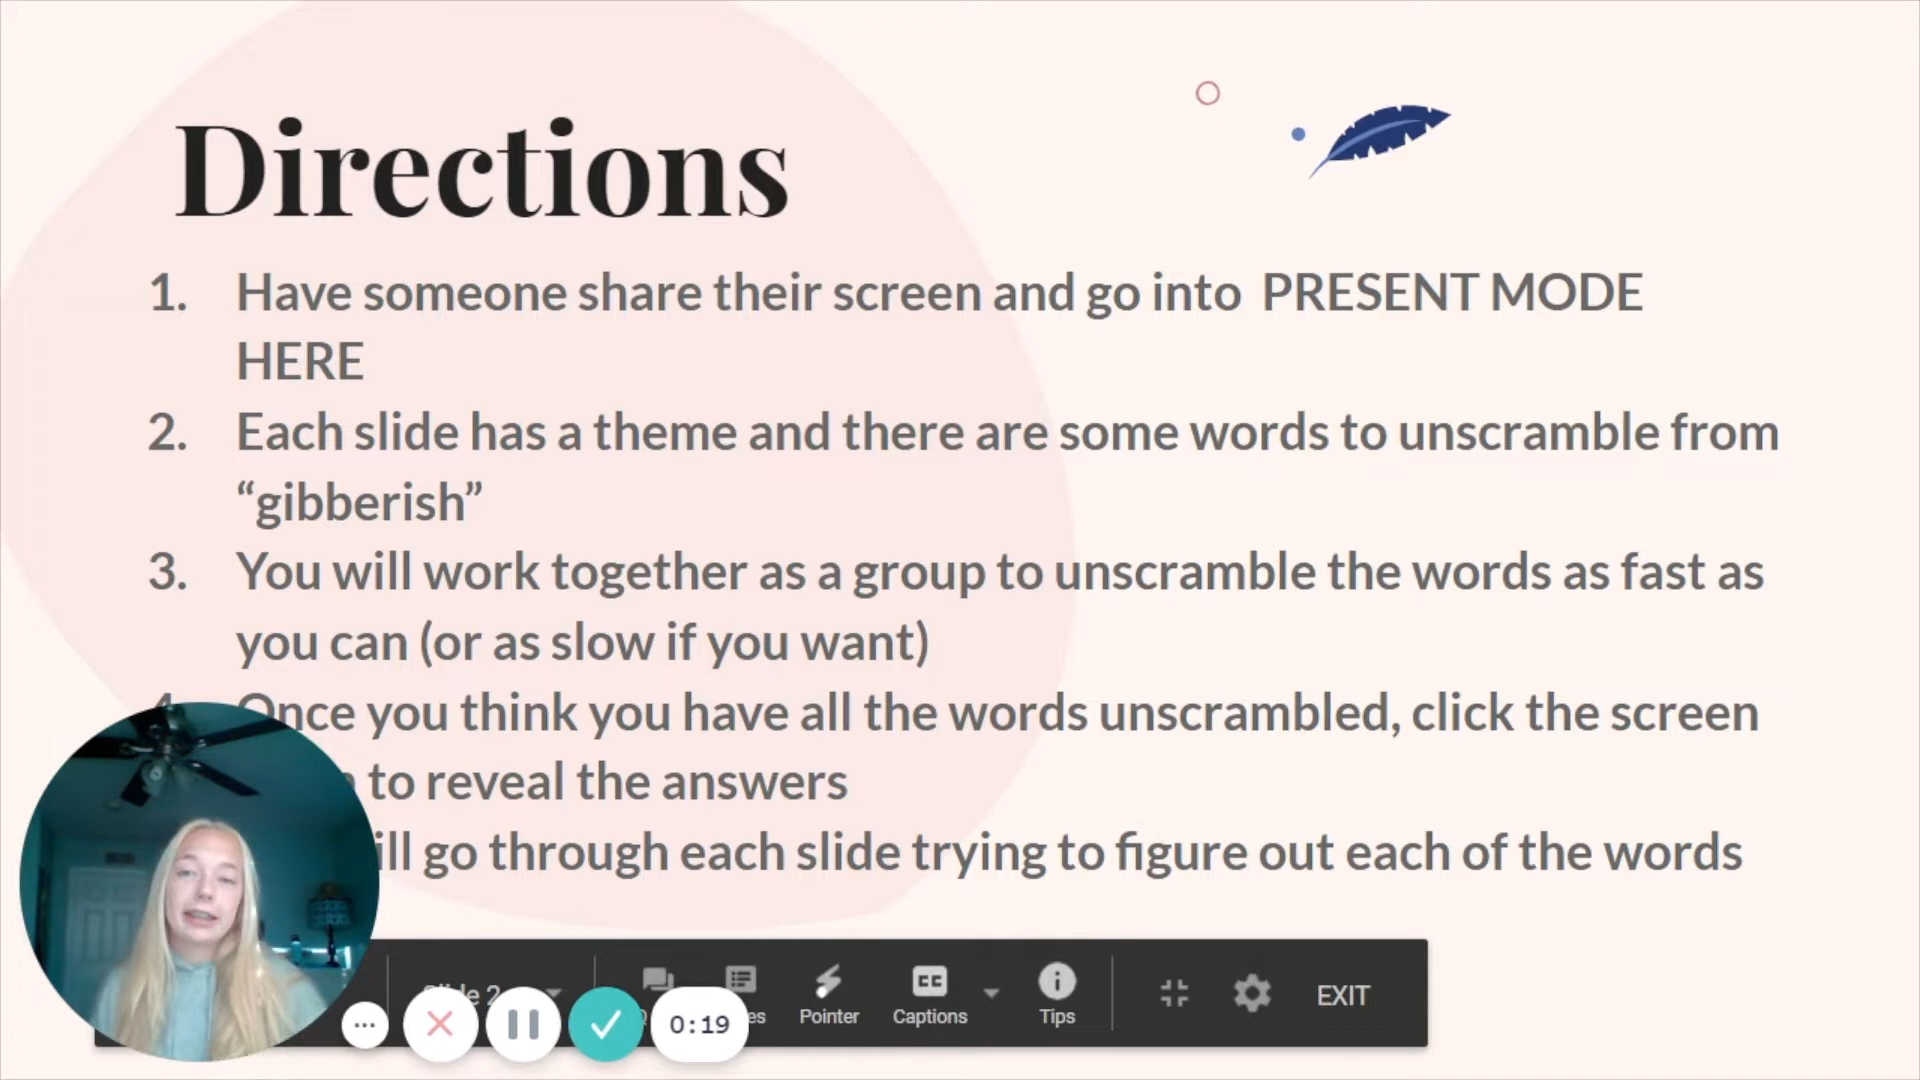 Directions
1. Have someone share their screen and go into PRESENT MODE
HERE
2. Each slide has a theme and there are some words to unscramble from
“gibberish”
3. You will work together as a group to unscramble the words as fast as
you can (or as slow if you want)
4. Once you think you have all the words unscrambled, click the screen
to reveal the answers
go through each slide trying to figure out each of the words
Slide 2
Pointer
Captions
Tips
EXIT
0:19